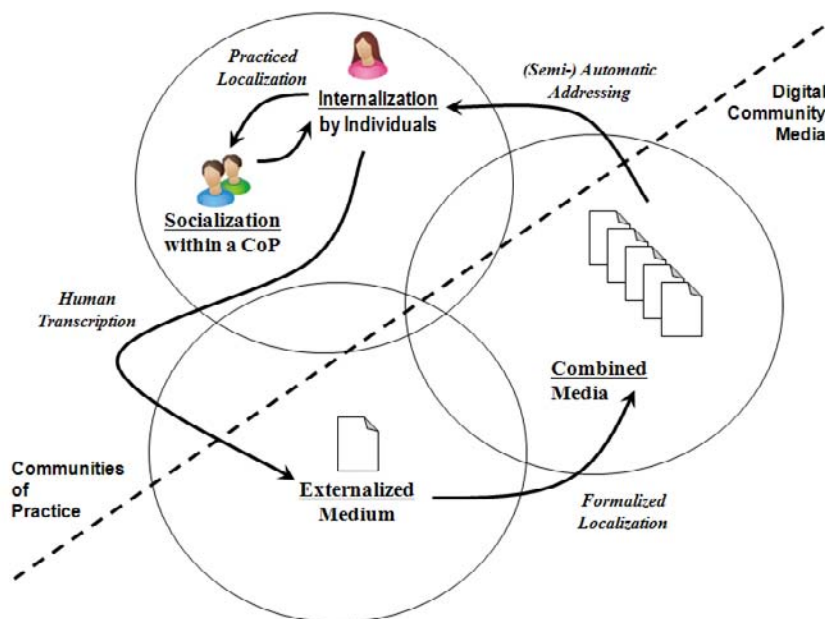 Practiced
Localization
Internalization
by Individuals
(Semi-) Automatic
Addressing
Digital
Community
Media
Socialization
within a CoP
Human
Transcription
Combined
Media
Communities
of
Practice
Externalized
Medium
Formalized
Localization